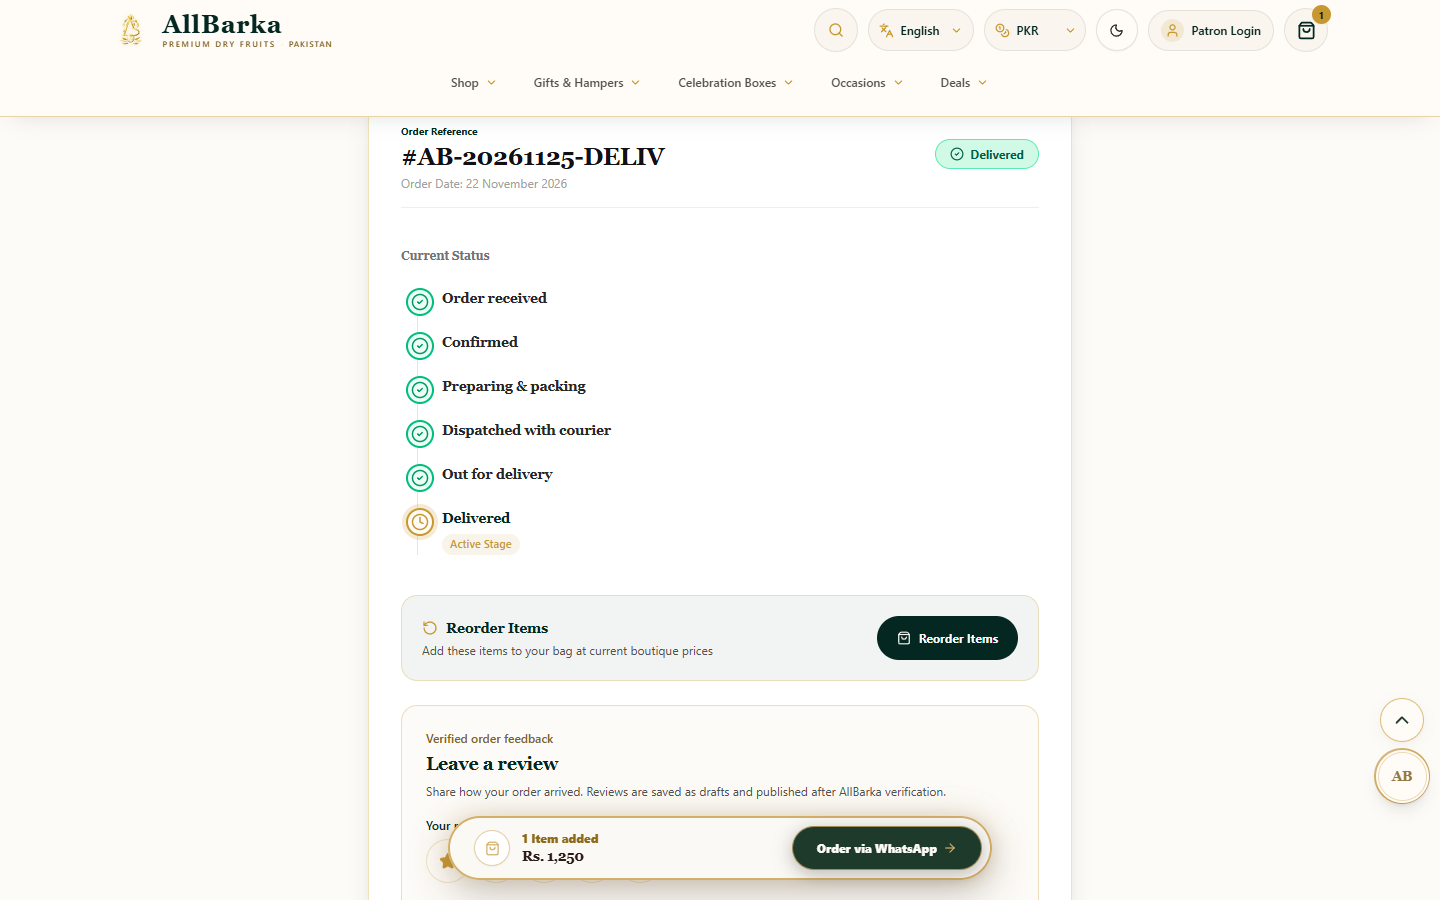 AllBarka
PREMIUM DRY FRUITS PAKISTAN
English
PKR
Patron Login
1
Shop
Gifts & Hampers
Celebration Boxes
Occasions
Deals
Order Reference
#AB-20261125-DELIV
Order Date: 22 November 2026
Delivered
Current Status
Order received
Confirmed
Preparing & packing
Dispatched with courier
Out for delivery
Delivered
Active Stage
Reorder Items
Add these items to your bag at current boutique prices
Reorder Items
Verified order feedback
Leave a review
Share how your order arrived. Reviews are saved as drafts and published after AllBarka verification.
Your
1 Item added
Rs. 1,250
Order via WhatsApp
AB